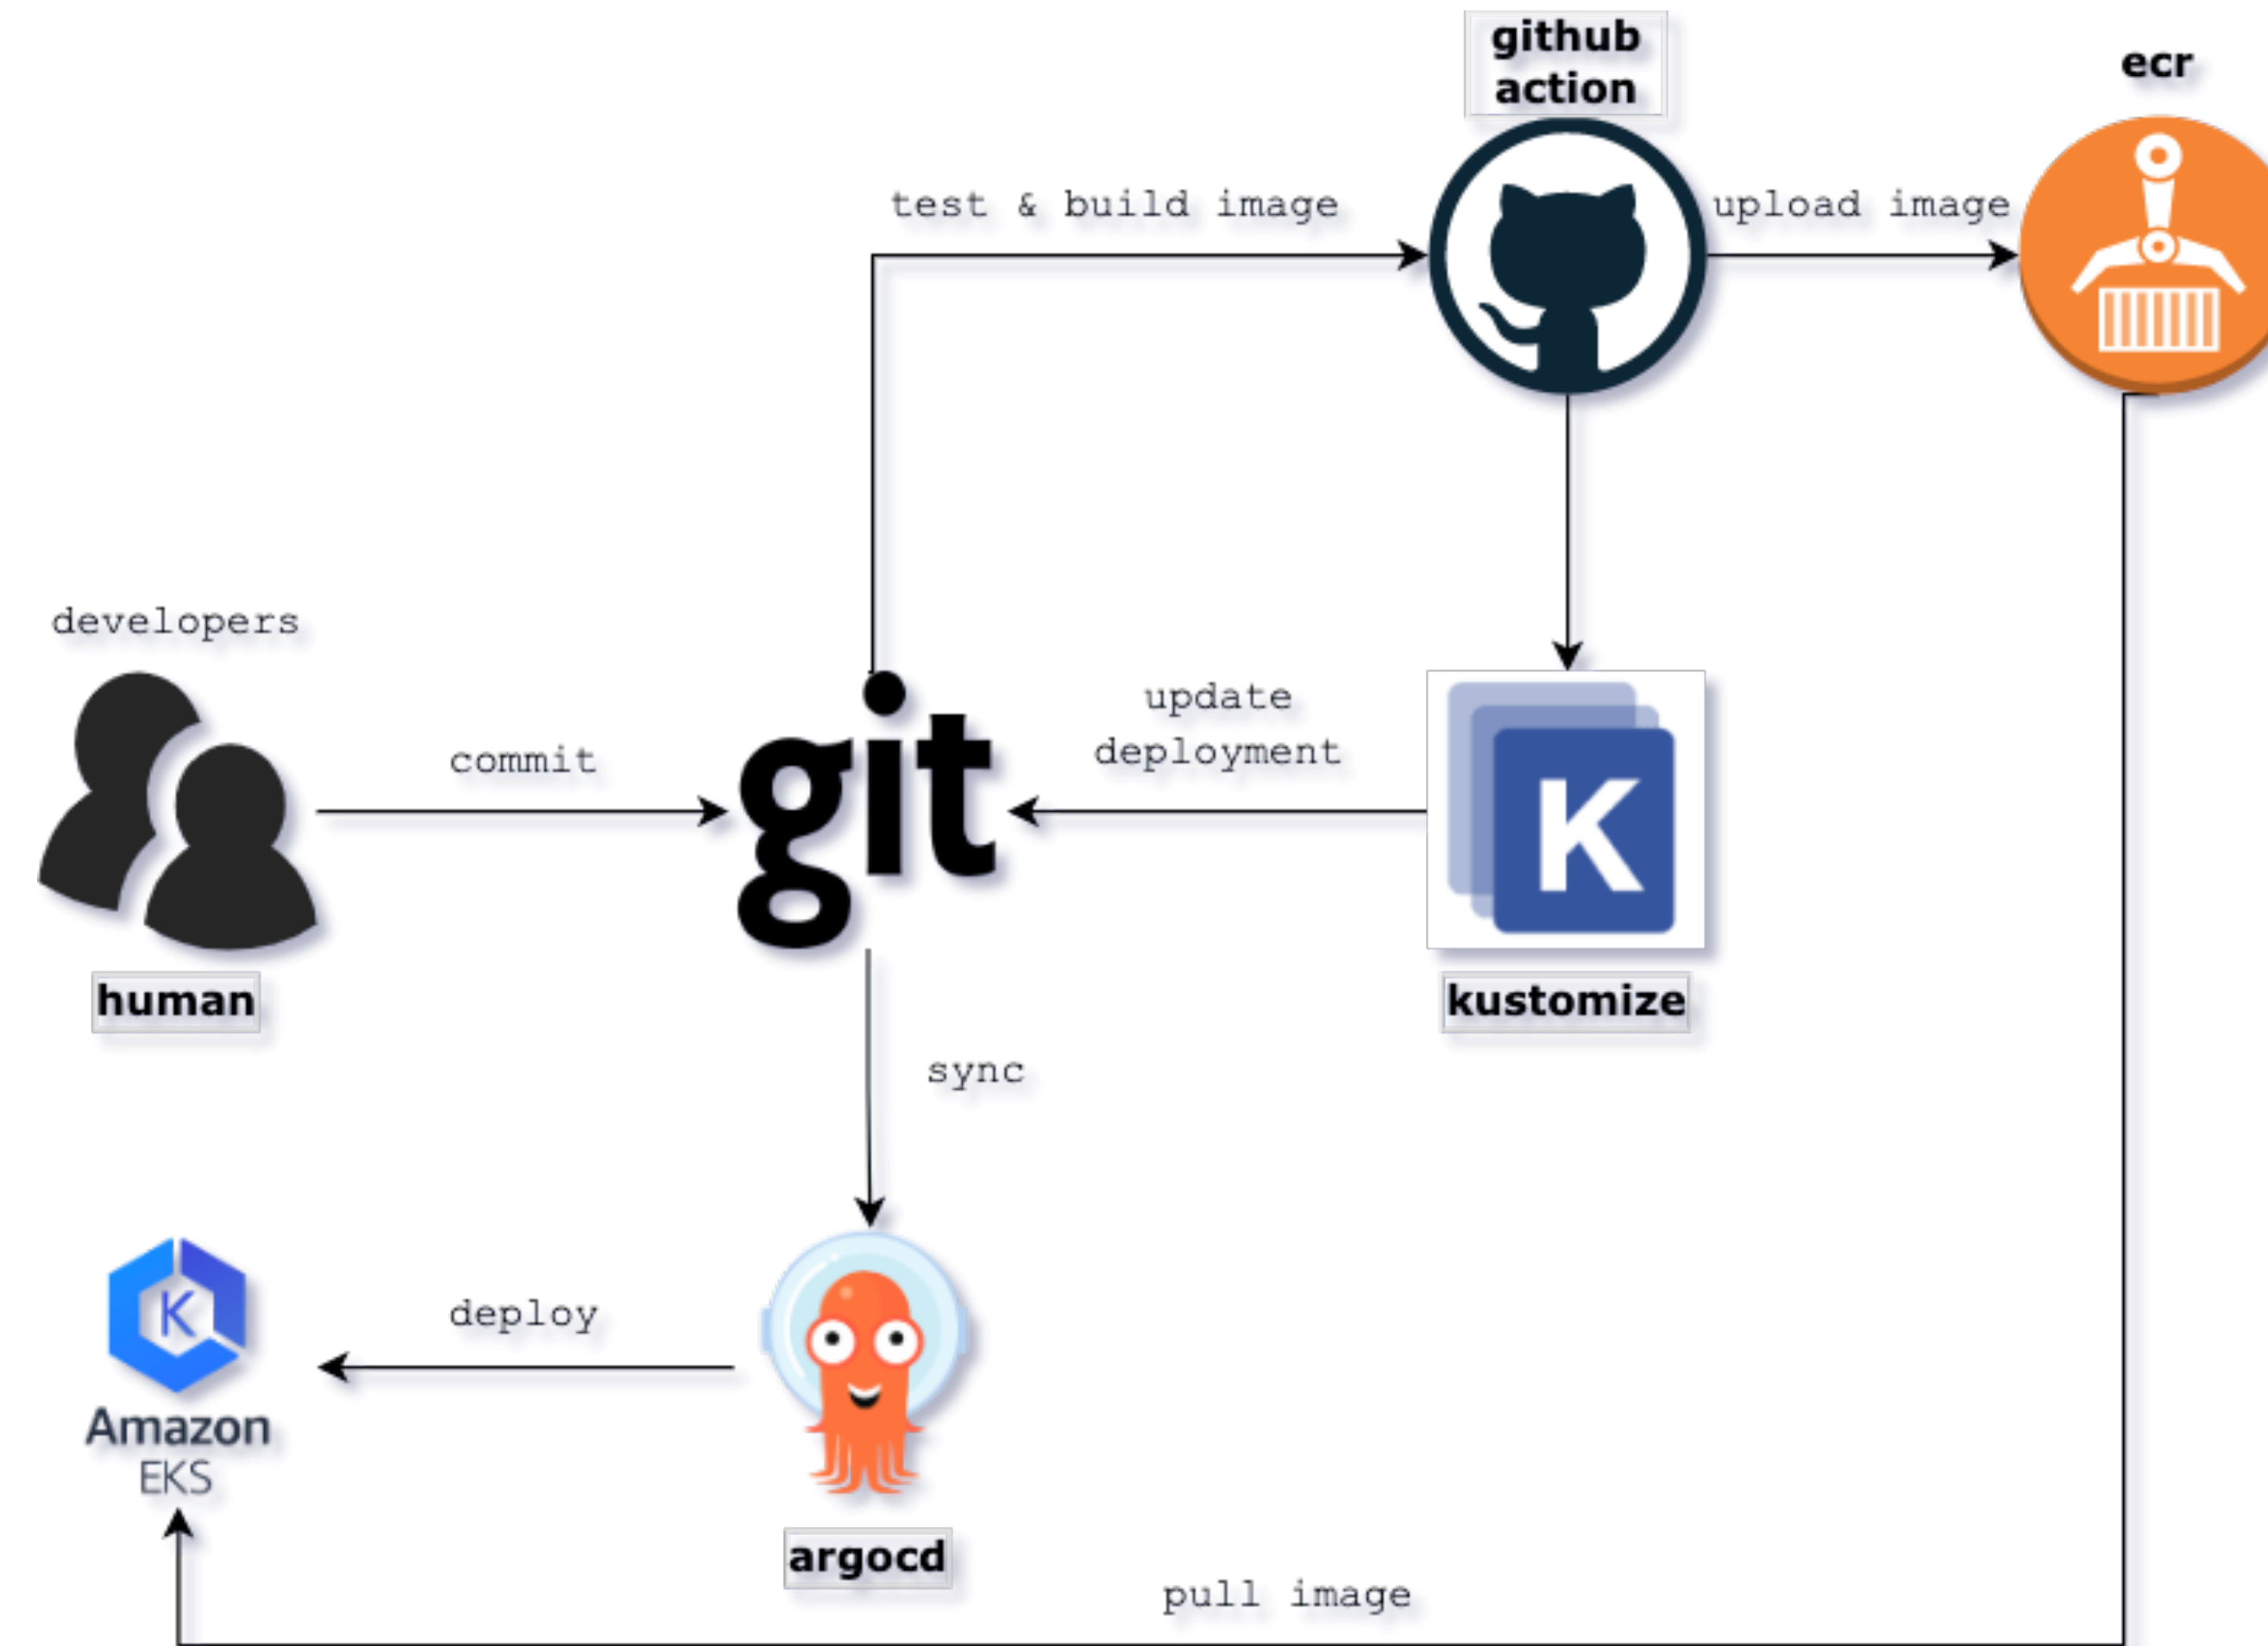 github
action
ecr
test & build image
upload image
developers
update
deployment
commit
git
K
human
kustomize
sync
K
deploy
Amazon
EKS
argocd
pull image